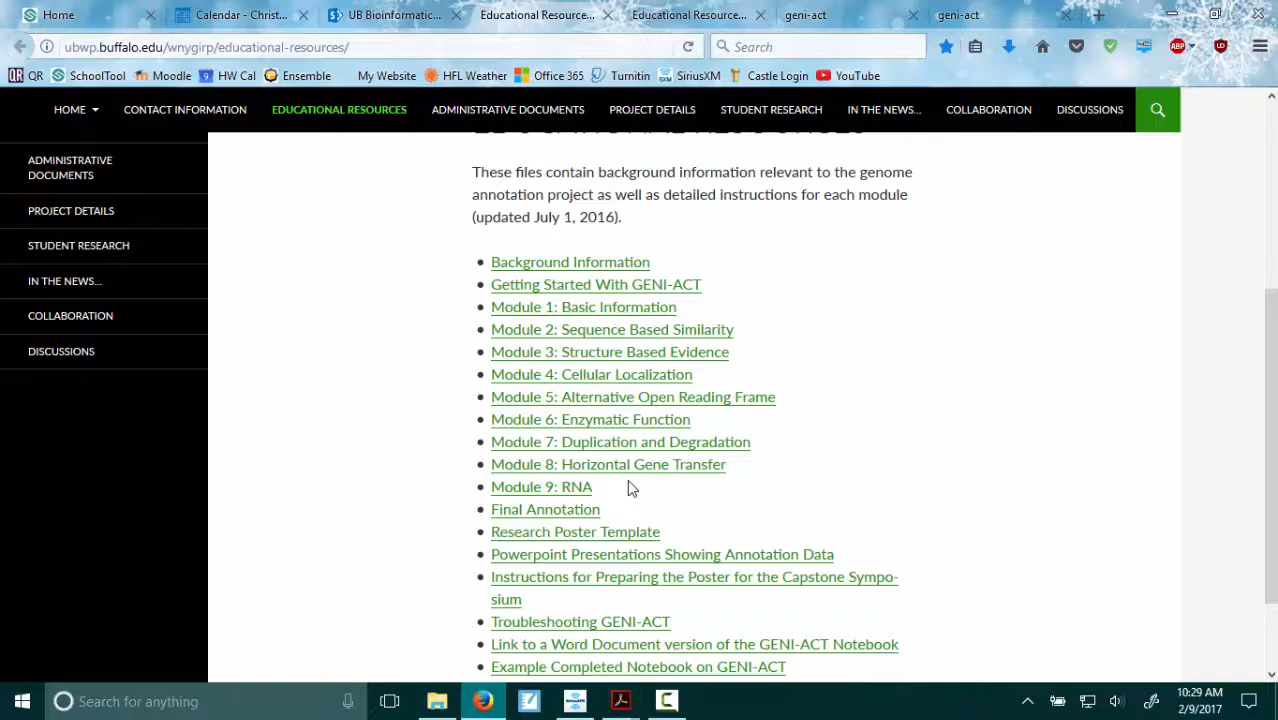 Home
Calendar - Christ...
UB Bioinformatic...
Educational Resource...
Educational Resource...
geni-act
geni-act
ubwp.buffalo.edu/wnygirp/educational-resources/
Search
ABP
QR QR
SchoolTool
Moodle
9 HW Cal
Ensemble
My Website
HFL Weather
Office 365
Turnitin
SXM SiriusXM
Castle Login
YouTube
HOME
CONTACT INFORMATION
EDUCATIONAL RESOURCES
ADMINISTRATIVE DOCUMENTS
PROJECT DETAILS
STUDENT RESEARCH
IN THE NEWS...
COLLABORATION
DISCUSSIONS
ADMINISTRATIVE
DOCUMENTS
PROJECT DETAILS
STUDENT RESEARCH
IN THE NEWS...
COLLABORATION
DISCUSSIONS
These files contain background information relevant to the genome
annotation project as well as detailed instructions for each module
(updated July 1, 2016).
Background Information
Getting Started With GENI-ACT
Module 1: Basic Information
Module 2: Sequence Based Similarity
Module 3: Structure Based Evidence
Module 4: Cellular Localization
Module 5: Alternative Open Reading Frame
Module 6: Enzymatic Function
Module 7: Duplication and Degradation
Module 8: Horizontal Gene Transfer
Module 9: RNA
Final Annotation
Research Poster Template
Powerpoint Presentations Showing Annotation Data
Instructions for Preparing the Poster for the Capstone Sympo-
sium
Troubleshooting GENI-ACT
Link to a Word Document version of the GENI-ACT Notebook
Example Completed Notebook on GENI-ACT
Search for anything
10:29 AM
2/9/2017